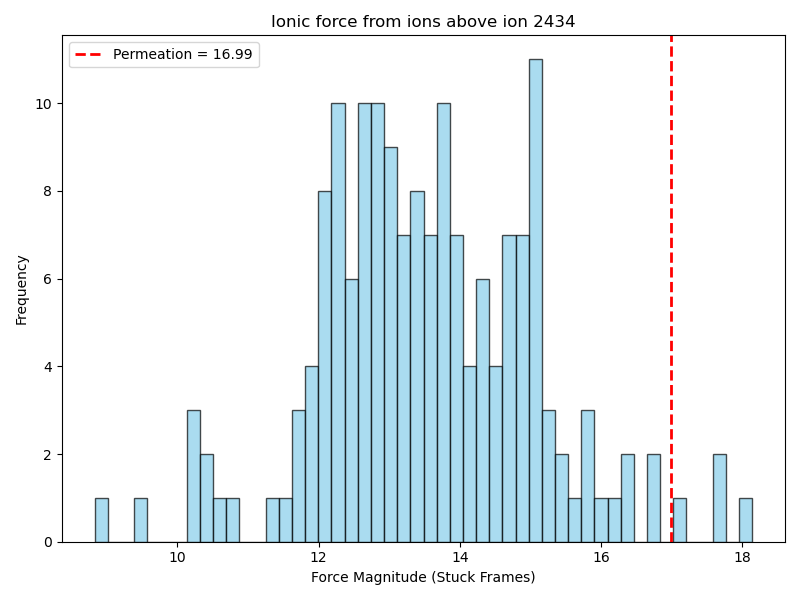 Ionic force from ions above ion 2434
Permeation = 16.99
Frequency
10
8
6
4
2
0
10 12 14 16 18
Force Magnitude (Stuck Frames)